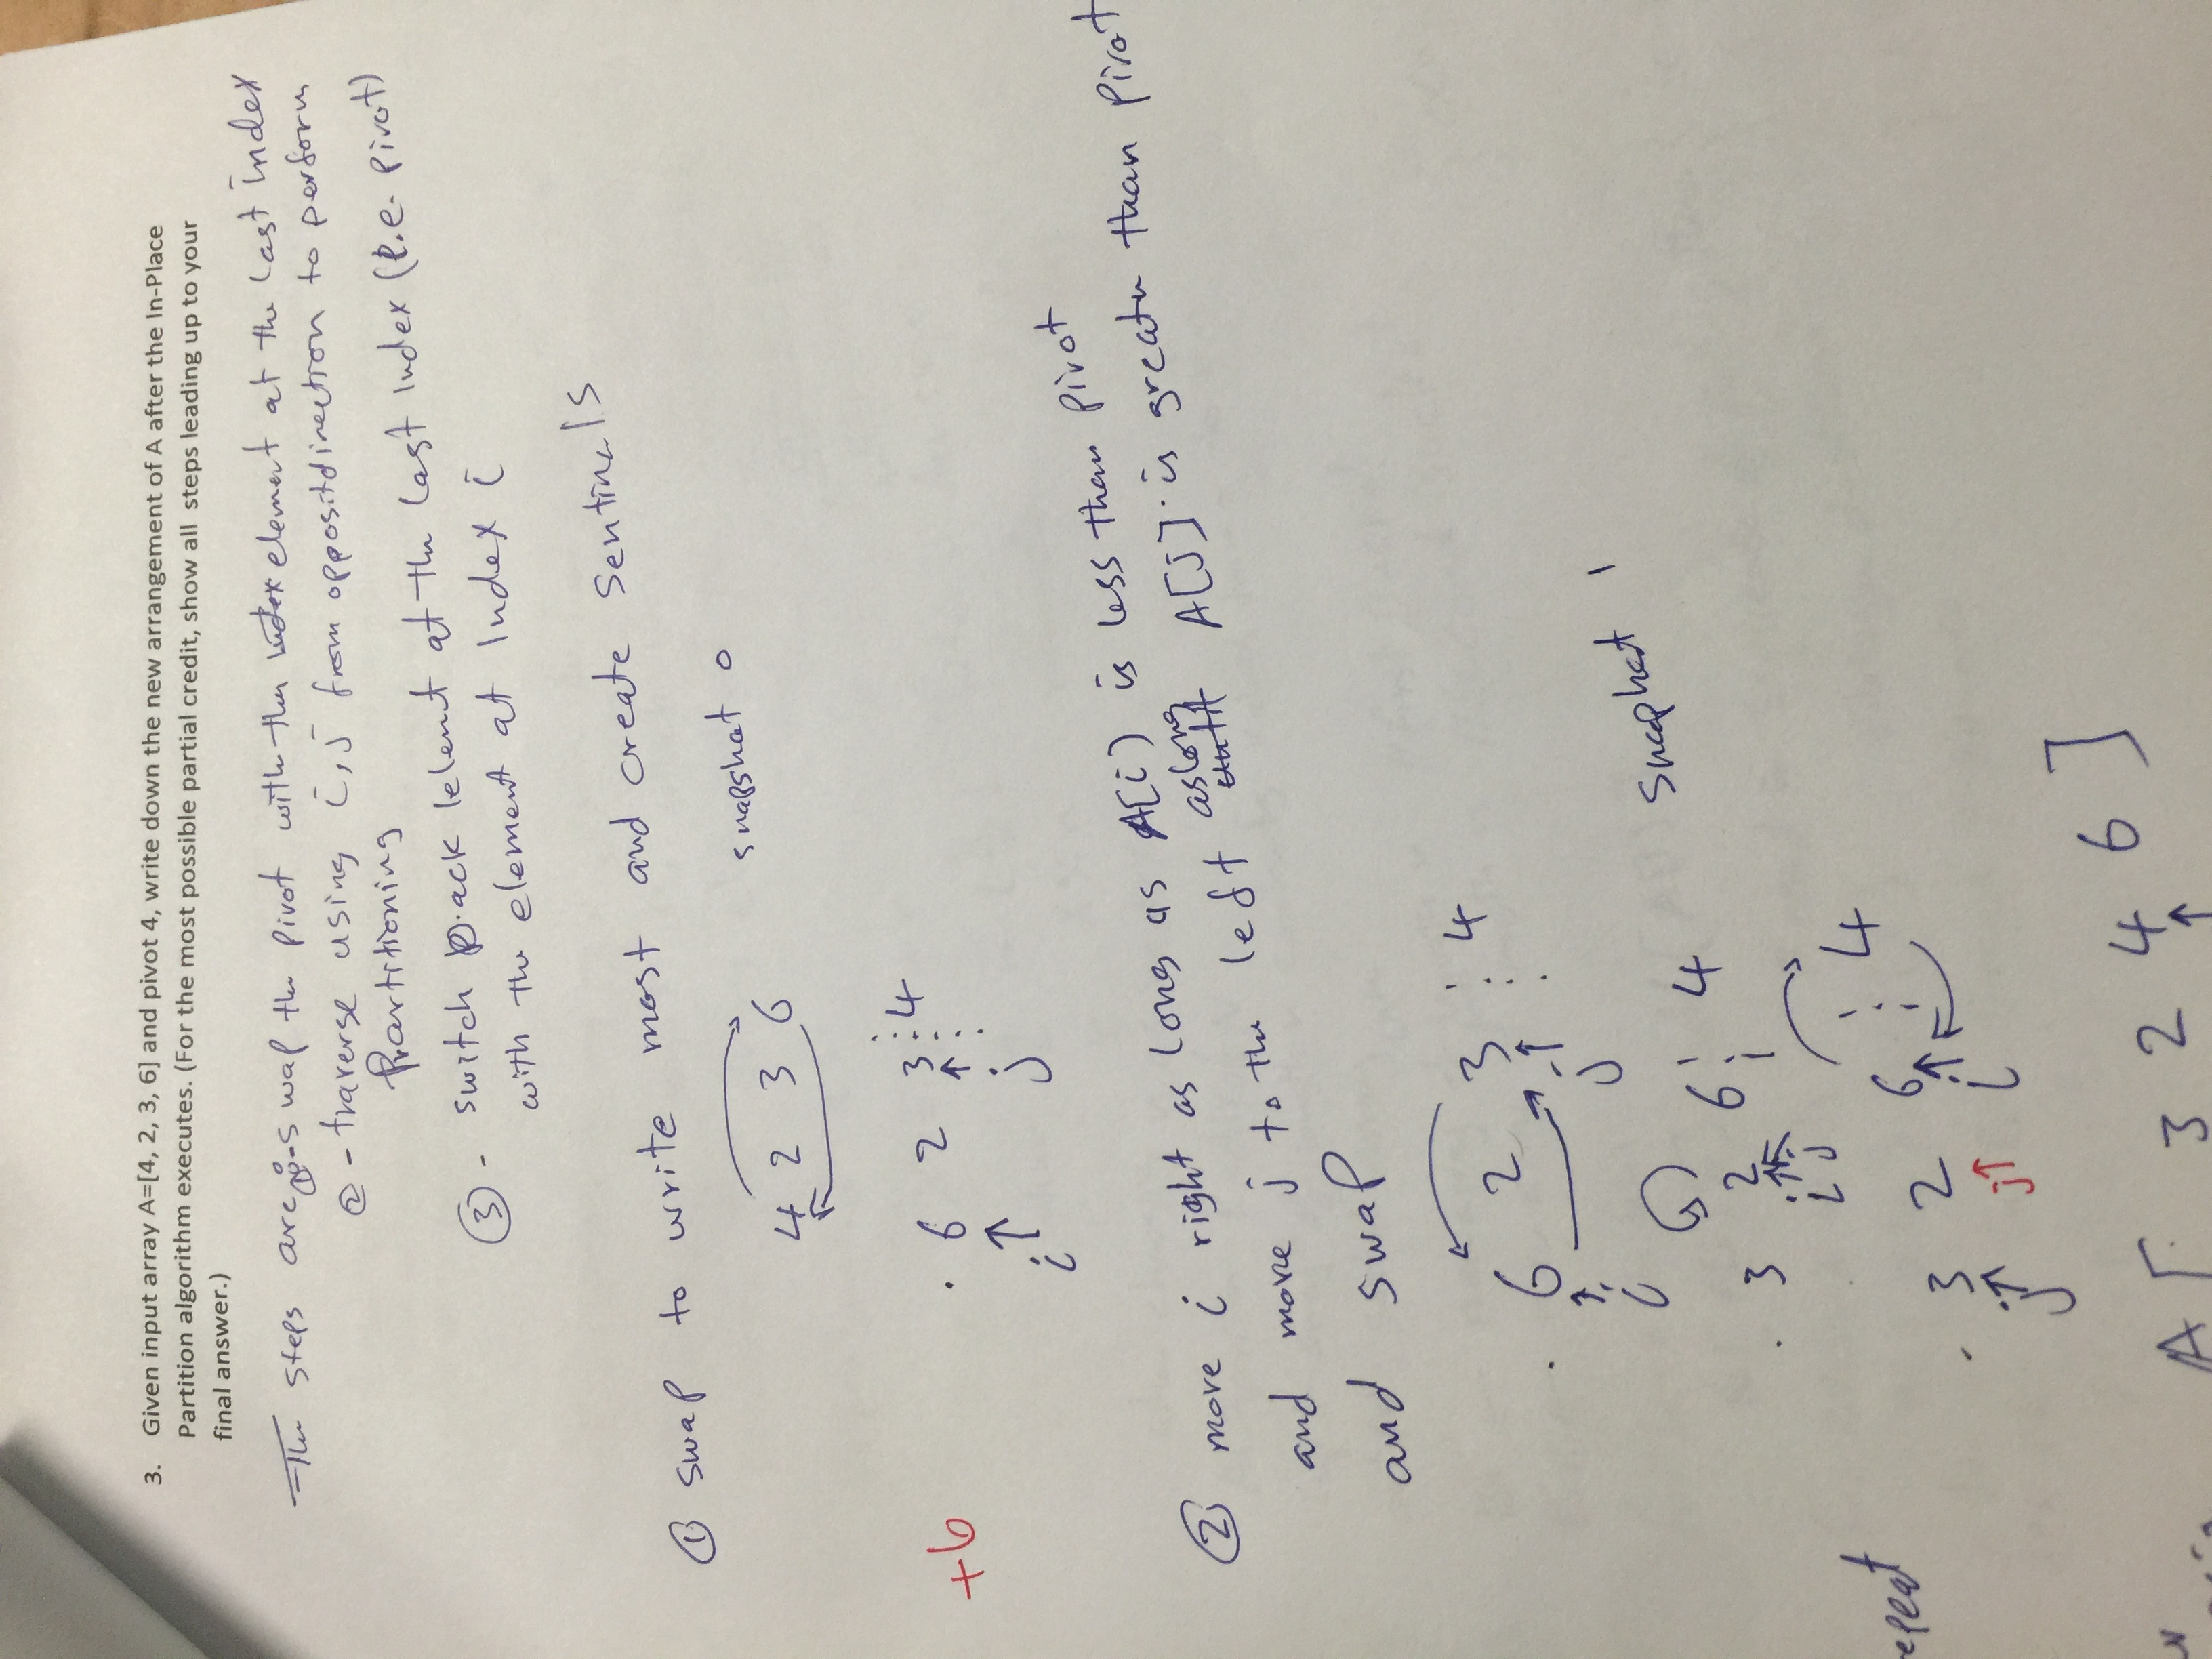 3. Given input array A=[4, 2, 3, 6] and pivot 4, write down the new arrangement of A after the In-Place
Partition algorithm executes. (For the most possible partial credit, show all steps leading up to your
final answer.)
The steps are ① - swap the pivot with the element at the last index
② - traverse using i, j from opposit direction to perform
Partitioning
③ - switch back lelemt at the last Index (i.e. pivot)
with the element at Index i
① swap to write most and create Sentinals
snapshat 0
4 2 3 6
6 2 3 4
+6
i j
② move i right as long as A[i) is less than pivot
and move j to the left as long A[j] is greater than pivot
and swap
6 2 3 4
i j
Snaphat 1
3 2 6 4
i j
repeat
3 2 6 4
j j i
A [ 3 2 4 6 ]